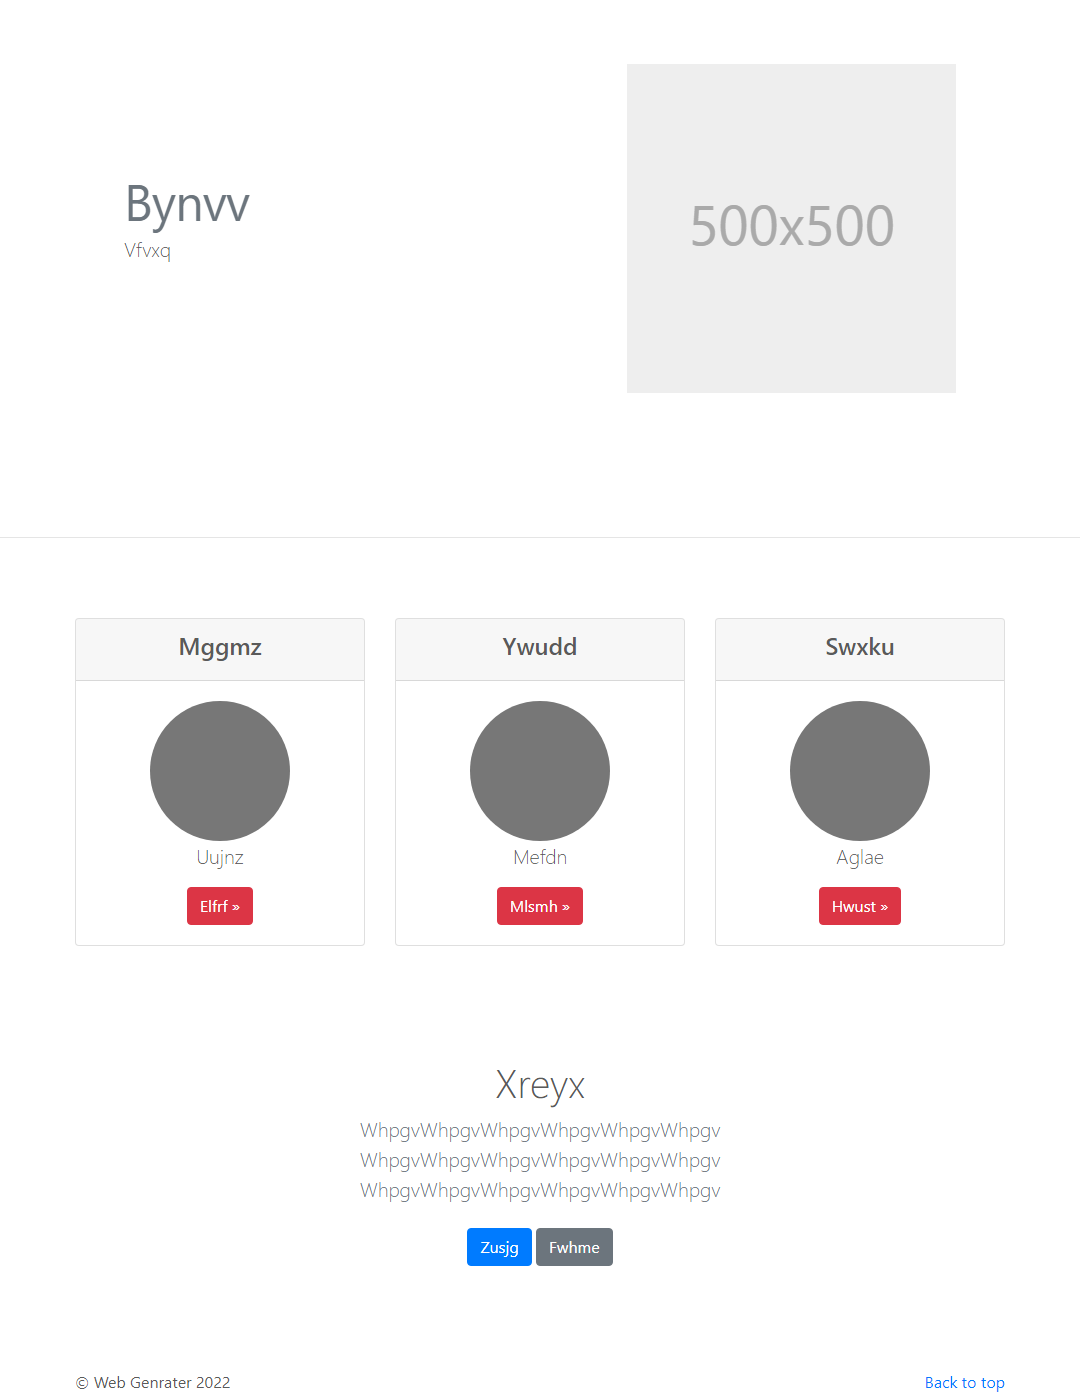 Bynvv
Vfvxq
500x500
Mggmz
Uujnz
Elfrf »
Ywudd
Mefdn
Mlsmh »
Swxku
Aglae
Hwust »
Xreyx
WhpgvWhpgvWhpgvWhpgvWhpgvWhpgv
WhpgvWhpgvWhpgvWhpgvWhpgvWhpgv
WhpgvWhpgvWhpgvWhpgvWhpgvWhpgv
Zusjg Fwhme
© Web Genrater 2022
Back to top